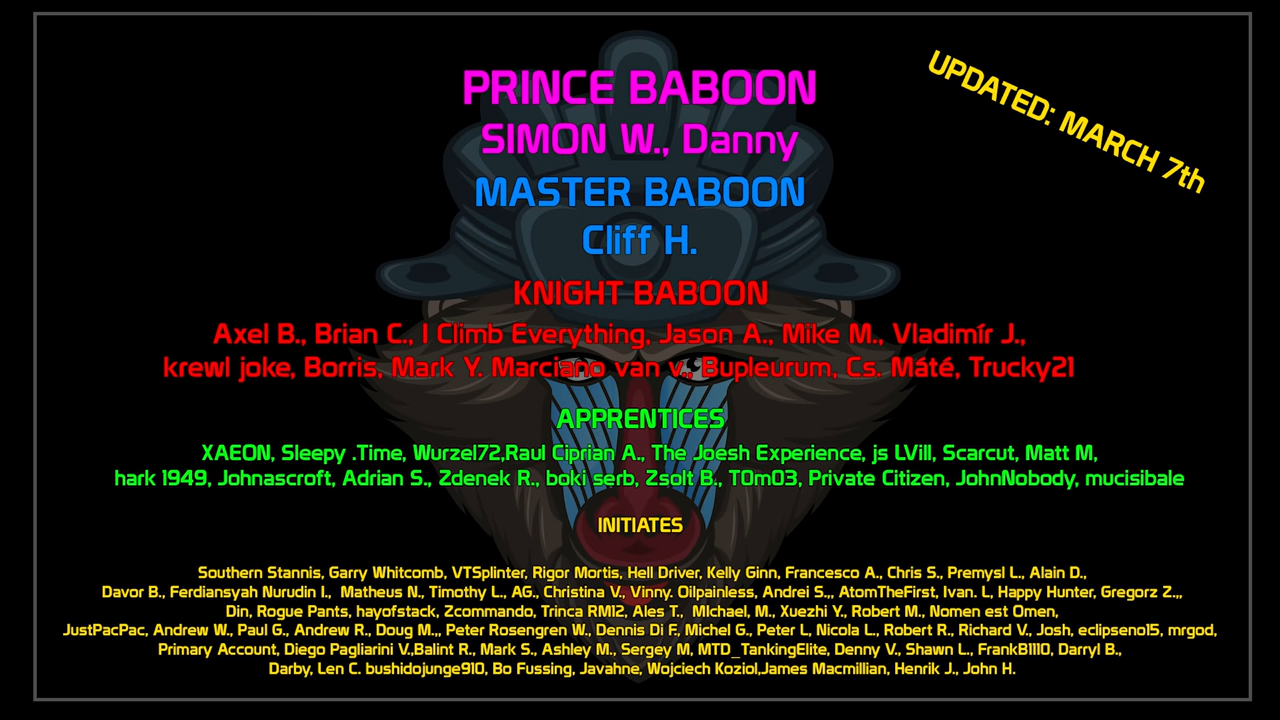 PRINCE BABOON
UPDATED: MARCH 7th
SIMON W., Danny
MASTER BABOON
Cliff H.
KNIGHT BABOON
Axel B., Brian C., I Climb Everything, Jason A., Mike M., Vladimír J.,
krewl joke, Borris, Mark Y. Marciano van v., Bupleurum, Cs. Máté, Trucky21
APPRENTICES
XAEON, Sleepy .Time, Wurzel72,Raul Ciprian A., The Joesh Experience, js LVill, Scarcut, Matt M,
hark 1949, Johnascroft, Adrian S., Zdenek R., boki serb, Zsolt B., T0m03, Private Citizen, JohnNobody, mucisibale
INITIATES
Southern Stannis, Garry Whitcomb, VTSplinter, Rigor Mortis, Hell Driver, Kelly Ginn, Francesco A., Chris S., Premysl L., Alain D.,
Davor B., Ferdiansyah Nurudin I., Matheus N., Timothy L., AG., Christina V., Vinny. Oilpainless, Andrei S.,, AtomTheFirst, Ivan. L, Happy Hunter, Gregorz Z.,,
Din, Rogue Pants, hayofstack, Zcommando, Trinca RM12, Ales T., MIchael, M., Xuezhi Y., Robert M.. Nomen est Omen,
JustPacPac, Andrew W., Paul G., Andrew R., Doug M.,, Peter Rosengren W., Dennis Di F, Michel G., Peter L, Nicola L., Robert R., Richard V., Josh, eclipseno15, mrgod,
Primary Account, Diego Pagliarini V.,Balint R., Mark S., Ashley M., Sergey M, MTD_TankingElite, Denny V., Shawn L., FrankB1110, Darryl B.,
Darby, Len C. bushidojunge910, Bo Fussing, Javahne, Wojciech Koziol,James Macmillian, Henrik J., John H.